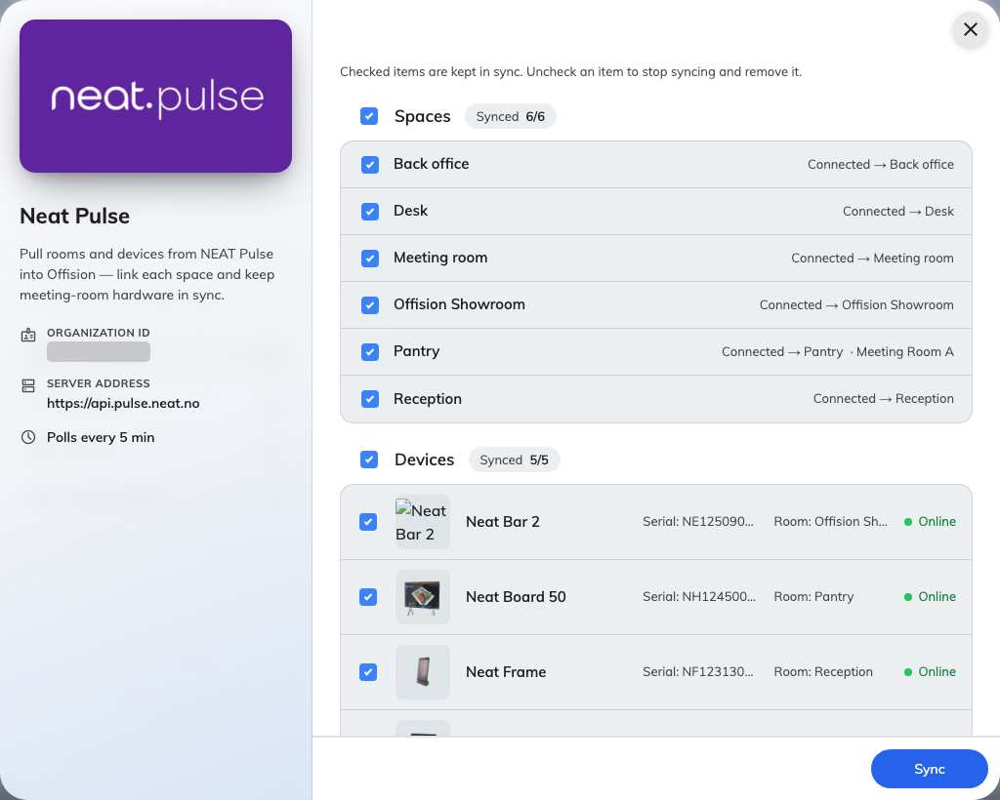 neat.pulse
Neat Pulse
Pull rooms and devices from NEAT Pulse
into Offision — link each space and keep
meeting-room hardware in sync.
ORGANIZATION ID
SERVER ADDRESS
https://api.pulse.neat.no
Polls every 5 min
Checked items are kept in sync. Uncheck an item to stop syncing and remove it.
Spaces Synced 6/6
Back office Connected → Back office
Desk Connected → Desk
Meeting room Connected → Meeting room
Offision Showroom Connected → Offision Showroom
Pantry Connected → Pantry · Meeting Room A
Reception Connected → Reception
Devices Synced 5/5
Neat
Bar 2
Neat Bar 2 Serial: NE125090... Room: Offision Sh... Online
Neat Board 50 Serial: NH124500... Room: Pantry Online
Neat Frame Serial: NF123130... Room: Reception Online
Sync